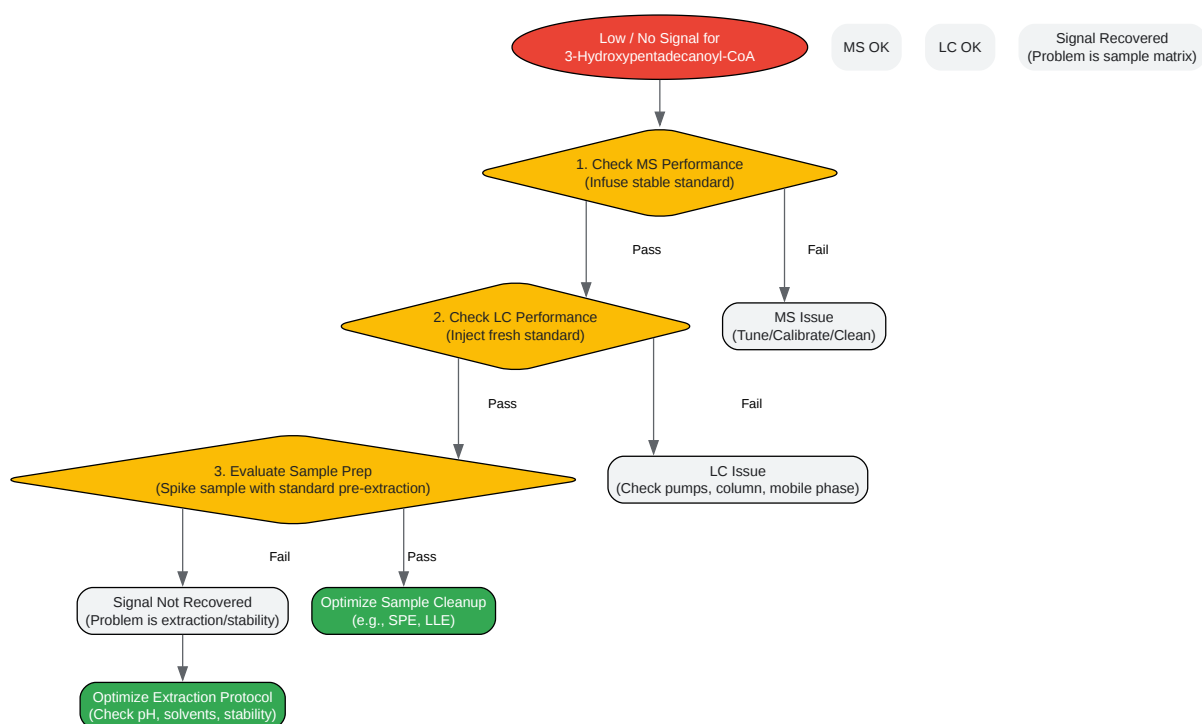 Low / No Signal for
3-Hydroxypentadecanoyl-CoA
MS OK
LC OK
Signal Recovered
(Problem is sample matrix)
1. Check MS Performance
(Infuse stable standard)
Pass
Fail
2. Check LC Performance
(Inject fresh standard)
MS Issue
(Tune/Calibrate/Clean)
Pass
Fail
3. Evaluate Sample Prep
(Spike sample with standard pre-extraction)
LC Issue
(Check pumps, column, mobile phase)
Fail
Pass
Signal Not Recovered
(Problem is extraction/stability)
Optimize Sample Cleanup
(e.g., SPE, LLE)
Optimize Extraction Protocol
(Check pH, solvents, stability)